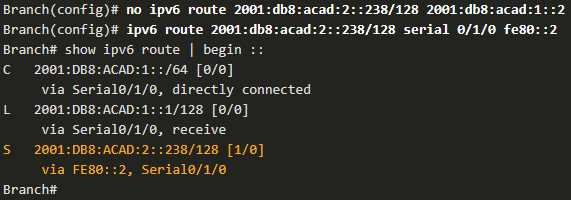 Branch(config)# no ipv6 route 2001:db8:acad:2::238/128 2001:db8:acad:1::2
Branch(config)# ipv6 route 2001:db8:acad:2::238/128 serial 0/1/0 fe80::2
Branch# show ipv6 route | begin ::
C   2001:DB8:ACAD:1::/64 [0/0]
     via Serial0/1/0, directly connected
L   2001:DB8:ACAD:1::1/128 [0/0]
     via Serial0/1/0, receive
S   2001:DB8:ACAD:2::238/128 [1/0]
     via FE80::2, Serial0/1/0
Branch#